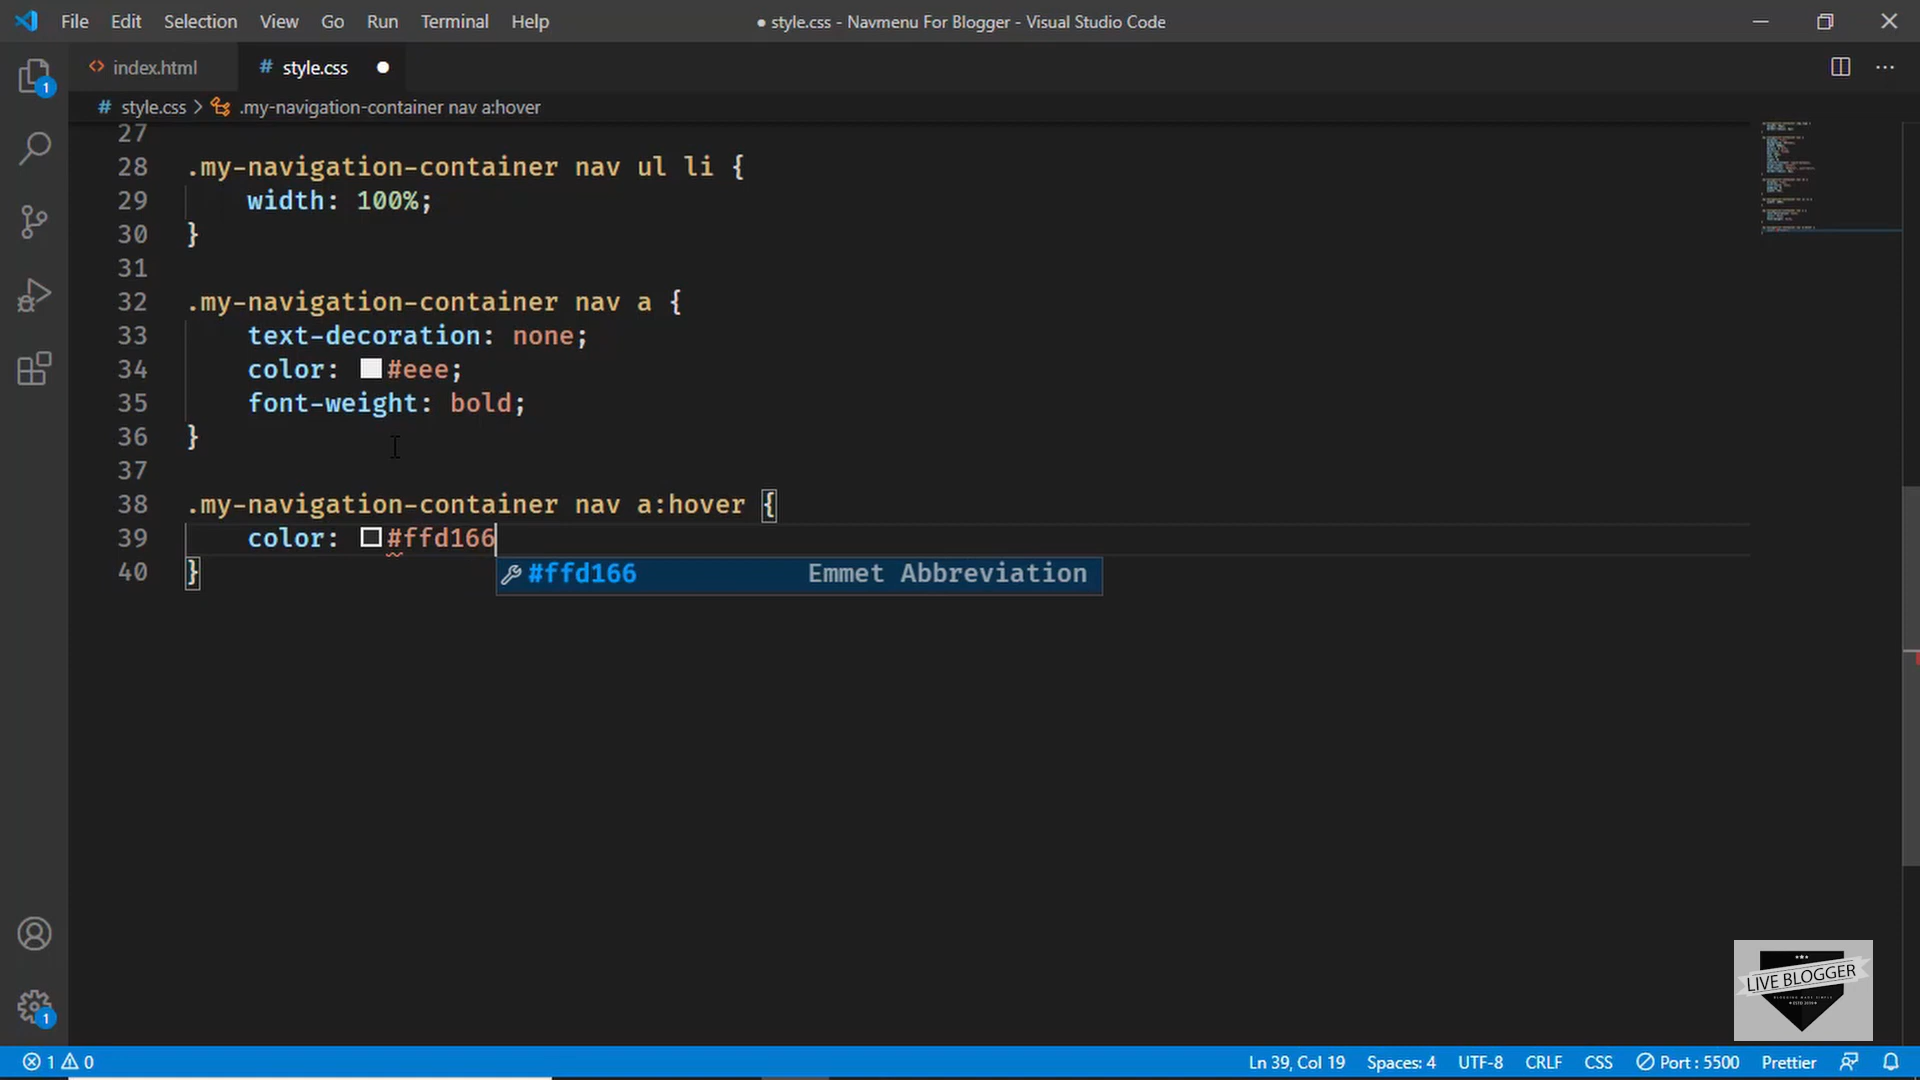 File Edit Selection View Go Run Terminal Help
● style.css - Navmenu For Blogger - Visual Studio Code
index.html
# style.css ●
# style.css > .my-navigation-container nav a:hover
27
28 .my-navigation-container nav ul li {
29 width: 100%;
30 }
31
32 .my-navigation-container nav a {
33 text-decoration: none;
34 color: #eee;
35 font-weight: bold;
36 }
37
38 .my-navigation-container nav a:hover {
39 color: #ffd166
40 }
#ffd166 Emmet Abbreviation
1
1
LIVE BLOGGER
1 0
Ln 39, Col 19 Spaces: 4 UTF-8 CRLF CSS Port : 5500 Prettier